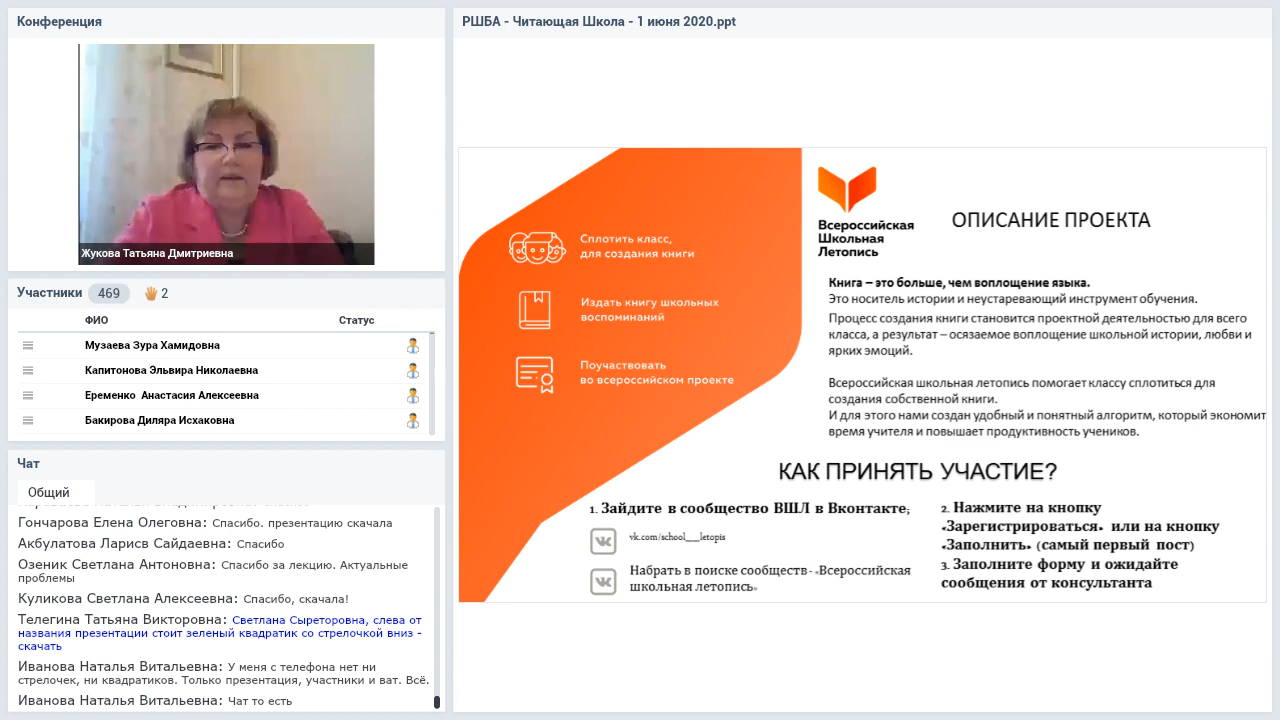 Конференция
Жукова Татьяна Дмитриевна
Участники 469 2
ФИО Статус
Музаева Зура Хамидовна
Капитонова Эльвира Николаевна
Еременко Анастасия Алексеевна
Бакирова Диляра Исхаковна
Чат
Общий
Гончарова Елена Олеговна: Спасибо. презентацию скачала
Акбулатова Ларисв Сайдаевна: Спасибо
Озеник Светлана Антоновна: Спасибо за лекцию. Актуальные
проблемы
Куликова Светлана Алексеевна: Спасибо, скачала!
Телегина Татьяна Викторовна: Светлана Сыреторовна, слева от
названия презентации стоит зеленый квадратик со стрелочкой вниз -
скачать
Иванова Наталья Витальевна: У меня с телефона нет ни
стрелочек, ни квадратиков. Только презентация, участники и ват. Всё.
Иванова Наталья Витальевна: Чат то есть
РШБА - Читающая Школа - 1 июня 2020.ppt
Сплотить класс,
для создания книги
Издать книгу школьных
воспоминаний
Поучаствовать
во всероссийском проекте
Всероссийская
Школьная
Летопись
ОПИСАНИЕ ПРОЕКТА
Книга – это больше, чем воплощение языка.
Это носитель истории и неустаревающий инструмент обучения.
Процесс создания книги становится проектной деятельностью для всего
класса, а результат – осязаемое воплощение школьной истории, любви и
ярких эмоций.
Всероссийская школьная летопись помогает классу сплотиться для
создания собственной книги.
И для этого нами создан удобный и понятный алгоритм, который экономит
время учителя и повышает продуктивность учеников.
КАК ПРИНЯТЬ УЧАСТИЕ?
1. Зайдите в сообщество ВШЛ в Вконтакте;
vk.com/school__letopis
Набрать в поиске сообществ - «Всероссийская
школьная летопись»
2. Нажмите на кнопку
«Зарегистрироваться» или на кнопку
«Заполнить» (самый первый пост)
3. Заполните форму и ожидайте
сообщения от консультанта